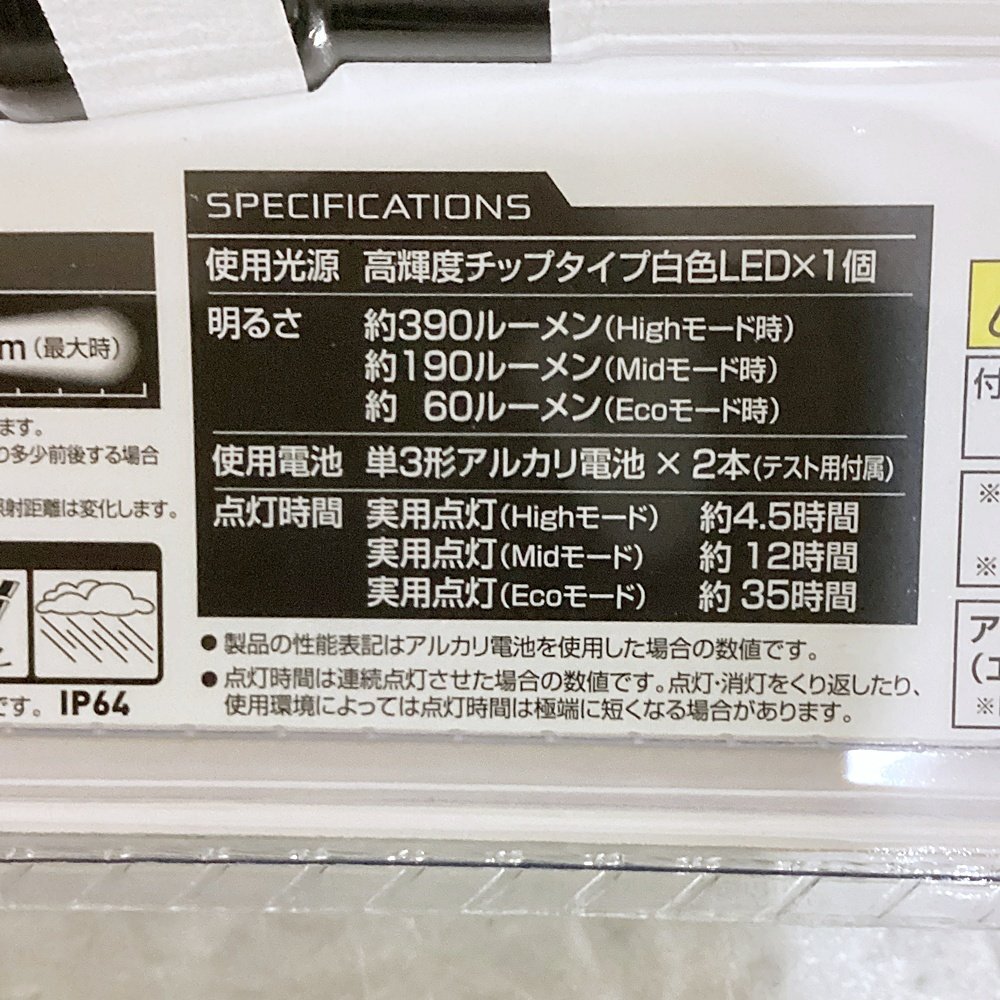 SPECIFICATIONS
使用光源 高輝度チップタイプ白色LED×1個
明るさ 約390ルーメン(Highモード時)
約190ルーメン(Midモード時)
約 60ルーメン(Ecoモード時)
使用電池 単3形アルカリ電池 × 2本(テスト用付属)
点灯時間 実用点灯(Highモード) 約4.5時間
実用点灯(Midモード) 約 12時間
実用点灯(Ecoモード) 約 35時間
● 製品の性能表記はアルカリ電池を使用した場合の数値です。
● 点灯時間は連続点灯させた場合の数値です。点灯・消灯をくり返したり、
使用環境によっては点灯時間は極端に短くなる場合があります。
m(最大時)
ます。
り多少前後する場合
照射距離は変化します。
です。 IP64
付
※
※
ア
(エ
※